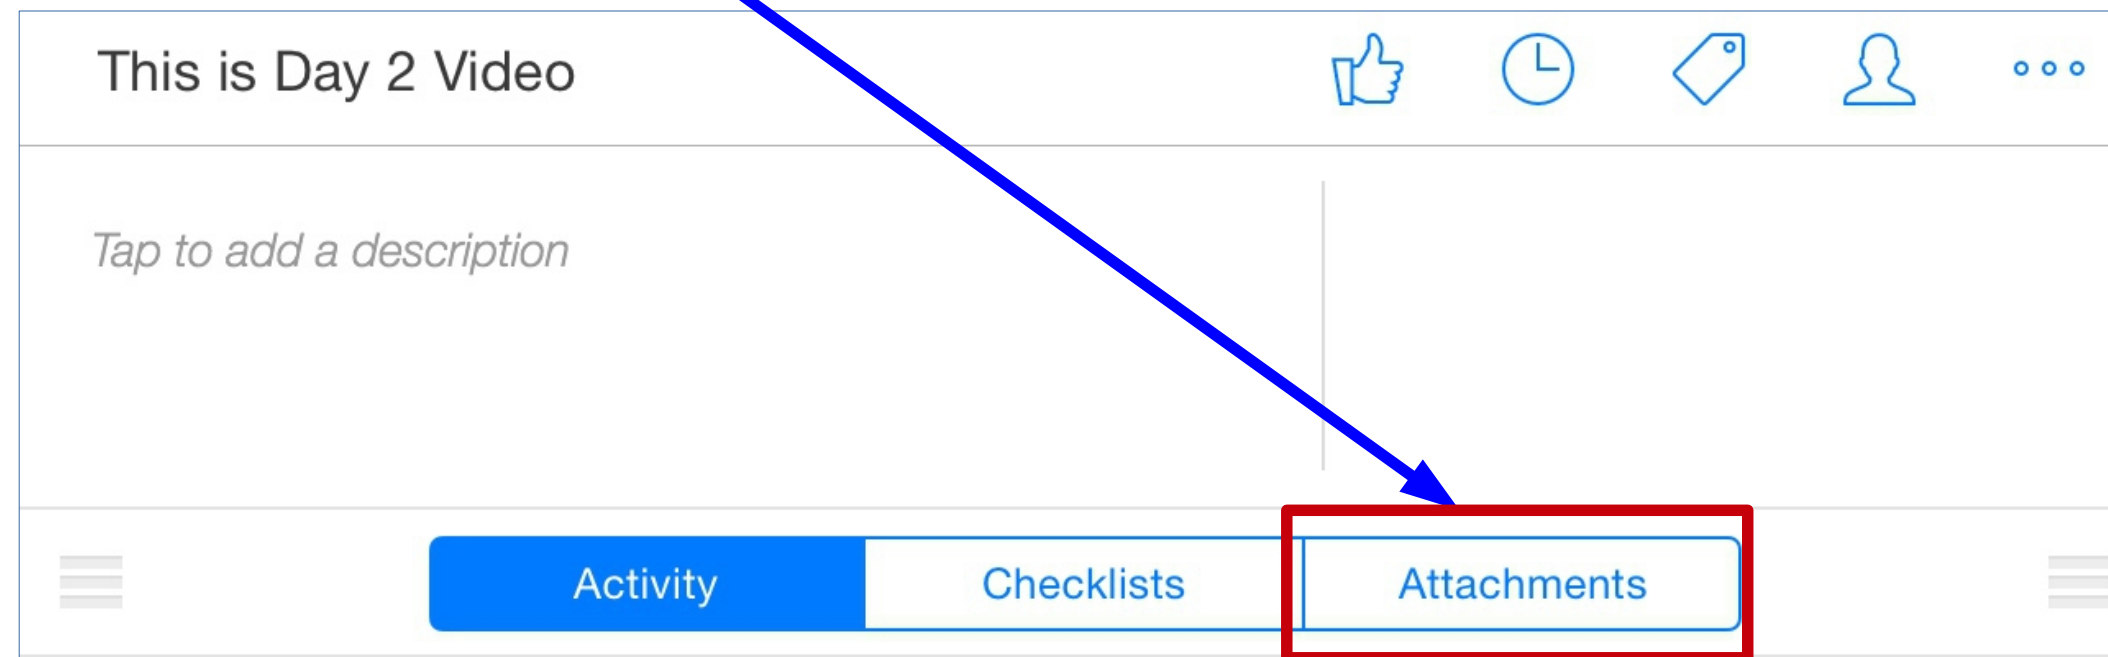 This is Day 2 Video
Tap to add a description
Activity Checklists Attachments